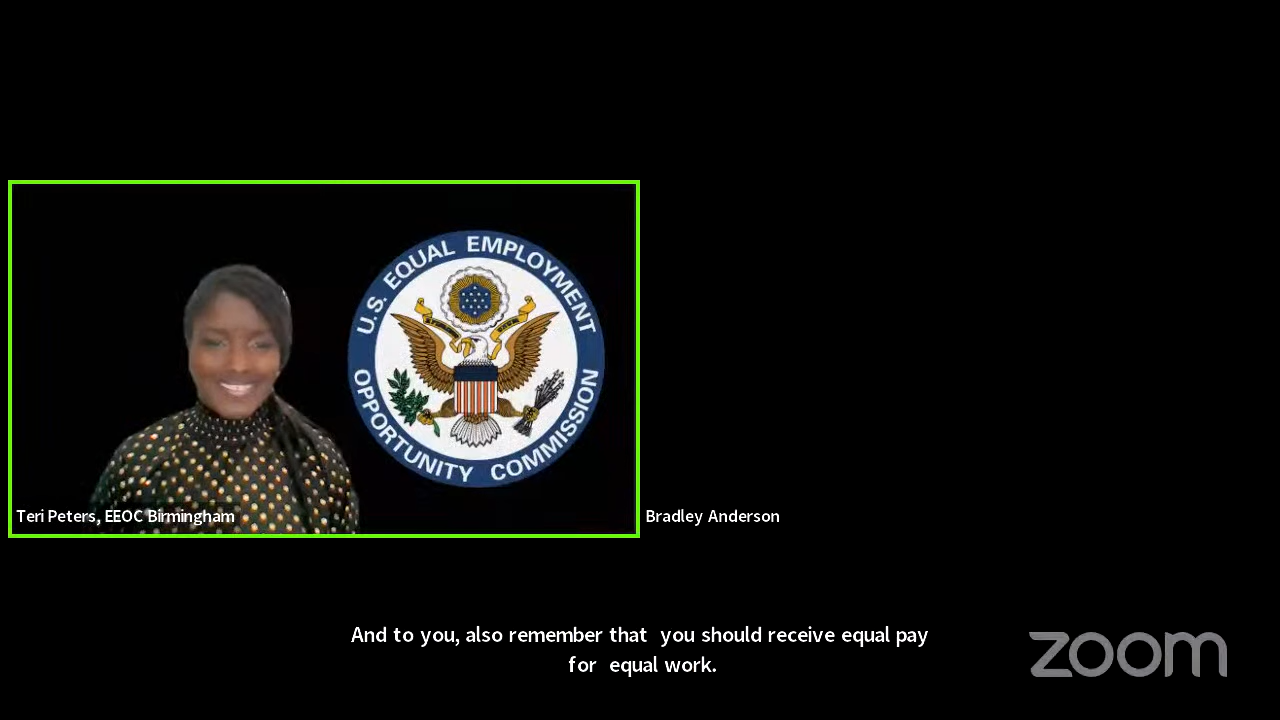 U.S. EQUAL EMPLOYMENT
OPPORTUNITY COMMISSION
Teri Peters, EEOC Birmingham
Bradley Anderson
And to you, also remember that you should receive equal pay
for equal work.
zoom